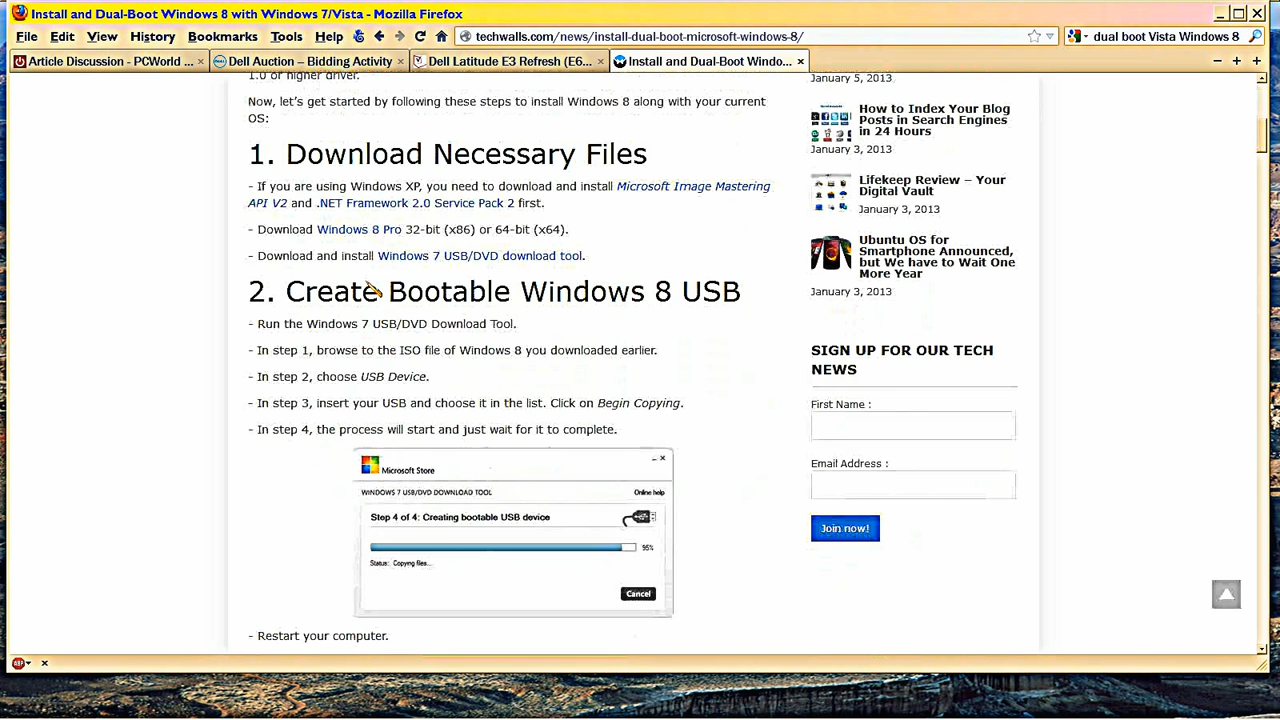 Install and Dual-Boot Windows 8 with Windows 7/Vista - Mozilla Firefox
File Edit View History Bookmarks Tools Help
techwalls.com/news/install-dual-boot-microsoft-windows-8/
dual boot Vista Windows 8
Article Discussion - PCWorld ...
Dell Auction – Bidding Activity
Dell Latitude E3 Refresh (E6...
Install and Dual-Boot Windo...
1.0 or higher driver.
Now, let's get started by following these steps to install Windows 8 along with your current
OS:
1. Download Necessary Files
- If you are using Windows XP, you need to download and install Microsoft Image Mastering
API V2 and .NET Framework 2.0 Service Pack 2 first.
- Download Windows 8 Pro 32-bit (x86) or 64-bit (x64).
- Download and install Windows 7 USB/DVD download tool.
2. Create Bootable Windows 8 USB
- Run the Windows 7 USB/DVD Download Tool.
- In step 1, browse to the ISO file of Windows 8 you downloaded earlier.
- In step 2, choose USB Device.
- In step 3, insert your USB and choose it in the list. Click on Begin Copying.
- In step 4, the process will start and just wait for it to complete.
Microsoft Store
WINDOWS 7 USB/DVD DOWNLOAD TOOL
Online help
Step 4 of 4: Creating bootable USB device
95%
Status: Copying files...
Cancel
- Restart your computer.
January 5, 2013
How to Index Your Blog
Posts in Search Engines
in 24 Hours
January 3, 2013
Lifekeep Review – Your
Digital Vault
January 3, 2013
Ubuntu OS for
Smartphone Announced,
but We have to Wait One
More Year
January 3, 2013
SIGN UP FOR OUR TECH
NEWS
First Name :
Email Address :
Join now!
ABP